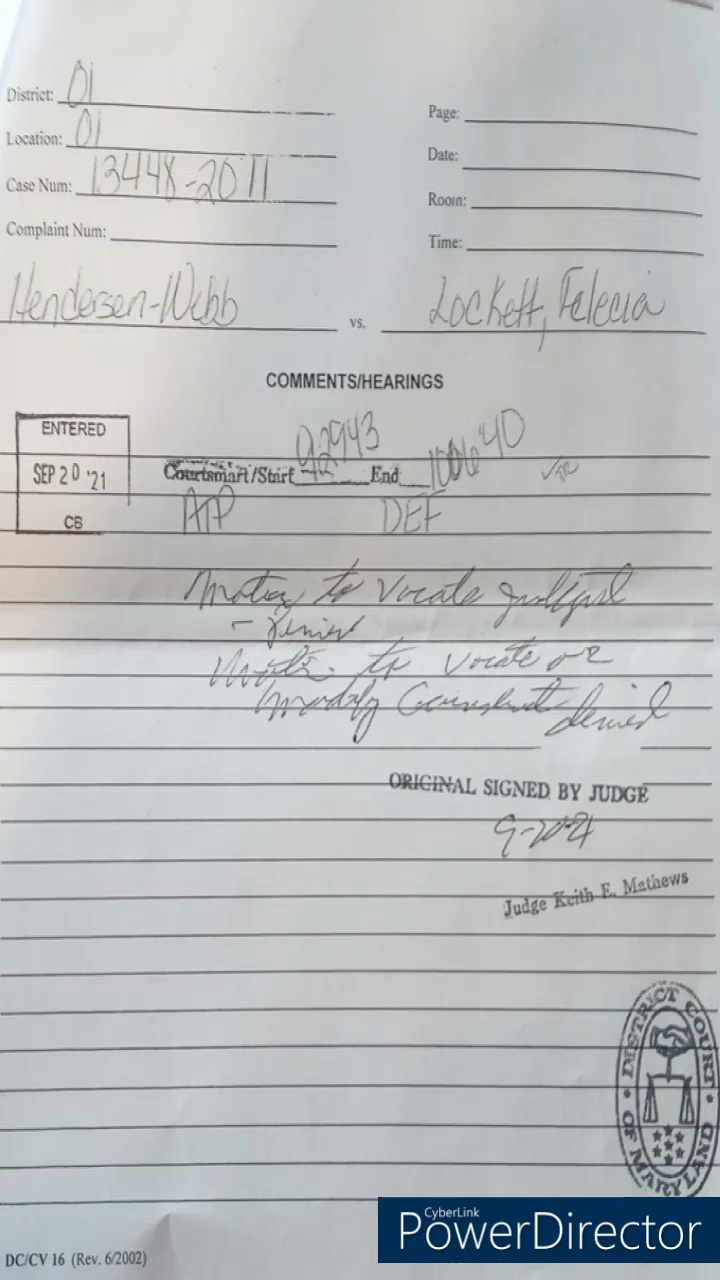 District: 01
Location: 01
Case Num: 13448-2011
Complaint Num:
Page:
Date:
Room:
Time:
Hendersen-Webb
vs.
Lockett, Felecia
COMMENTS/HEARINGS
ENTERED
SEP 20 '21
CB
Courtsmart/Start 92943 End 100640
ATP DEF
Motion to Vacate Judgment
- Denied
Motion to Vacate or
Modify Garnishment denied
ORIGINAL SIGNED BY JUDGE
9-20-21
Judge Keith E. Mathews
DISTRICT COURT OF MARYLAND
DC/CV 16 (Rev. 6/2002)
CyberLink
PowerDirector